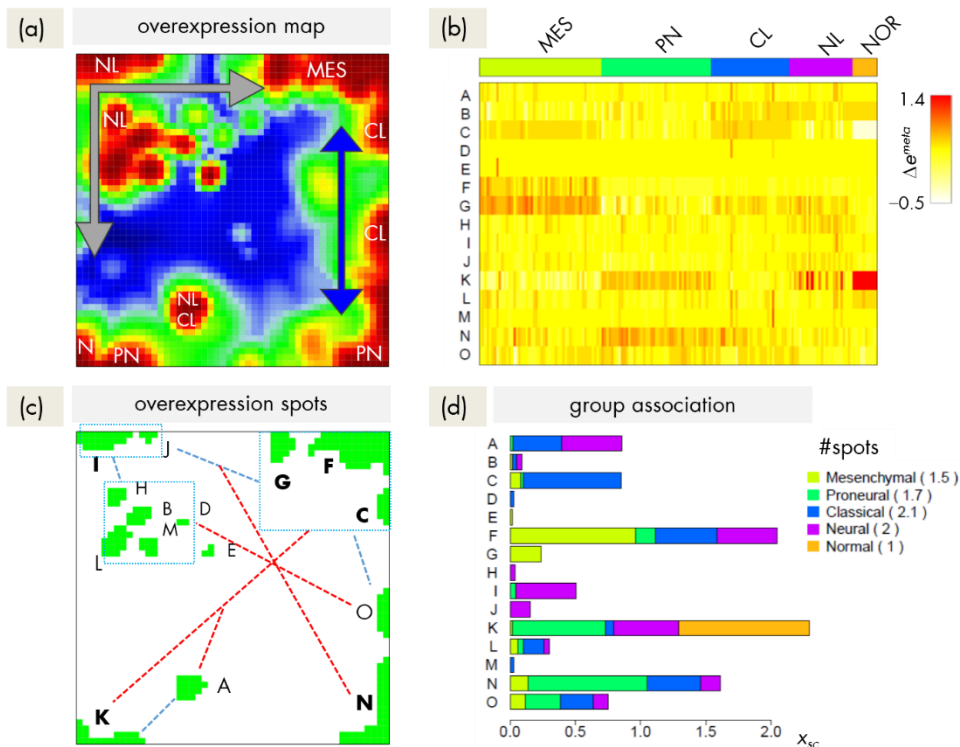 (a) overexpression map
NL MES
NL CL
CL
NL
CL
N PN PN
(b) MES PN CL NL NOR
A
B
C
D
E
F
G
H
I
J
K
L
M
N
O
1.4
Δe^meta
−0.5
(c) overexpression spots
I J
G F
C
H
B D
M
L E
O
A
K N
(d) group association
A
B
C
D
E
F
G
H
I
J
K
L
M
N
O
0.0 0.5 1.0 1.5 2.0 x_sc
#spots
Mesenchymal ( 1.5 )
Proneural ( 1.7 )
Classical ( 2.1 )
Neural ( 2 )
Normal ( 1 )